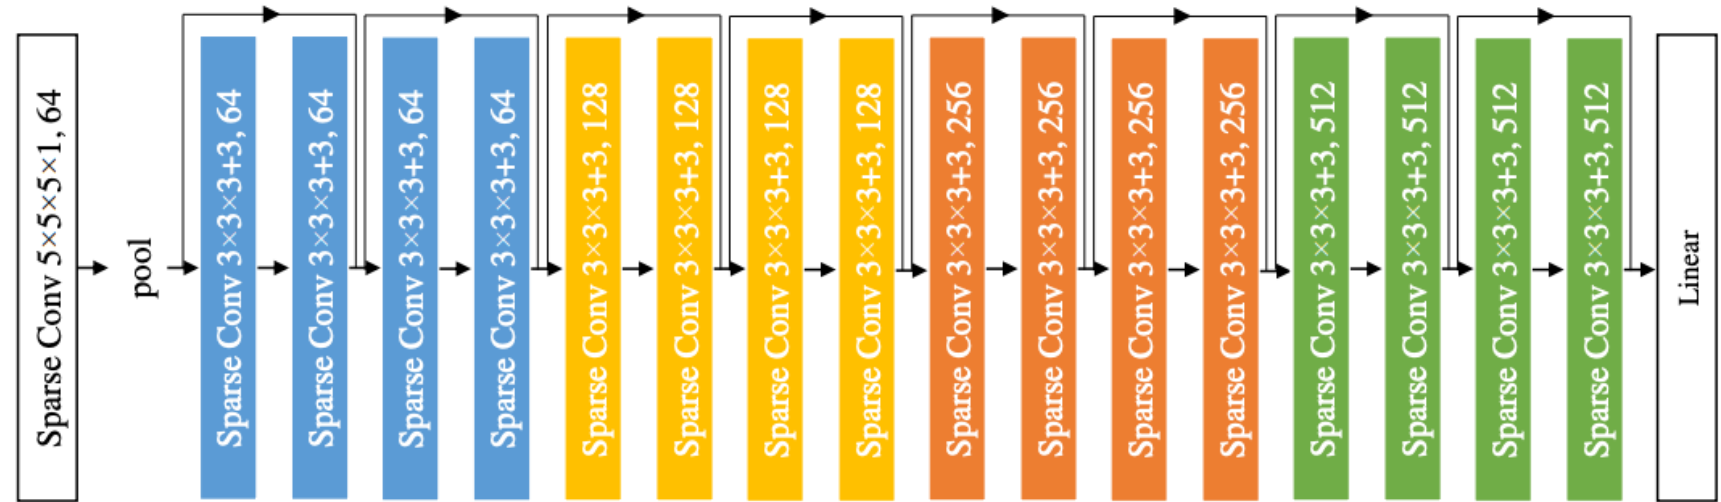 Sparse Conv 5×5×5×1, 64
pool
Sparse Conv 3×3×3+3, 64
Sparse Conv 3×3×3+3, 64
Sparse Conv 3×3×3+3, 64
Sparse Conv 3×3×3+3, 64
Sparse Conv 3×3×3+3, 128
Sparse Conv 3×3×3+3, 128
Sparse Conv 3×3×3+3, 128
Sparse Conv 3×3×3+3, 128
Sparse Conv 3×3×3+3, 256
Sparse Conv 3×3×3+3, 256
Sparse Conv 3×3×3+3, 256
Sparse Conv 3×3×3+3, 256
Sparse Conv 3×3×3+3, 512
Sparse Conv 3×3×3+3, 512
Sparse Conv 3×3×3+3, 512
Sparse Conv 3×3×3+3, 512
Linear